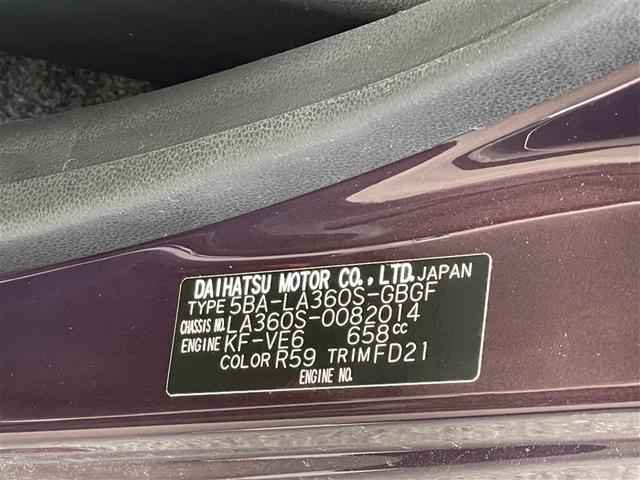 DAIHATSU MOTOR CO.,LTD. JAPAN
TYPE 5BA-LA360S-GBGF
CHASSIS NO. LA360S-0082014
ENGINE KF-VE6 658cc
COLOR R59 TRIM FD21
ENGINE NO.